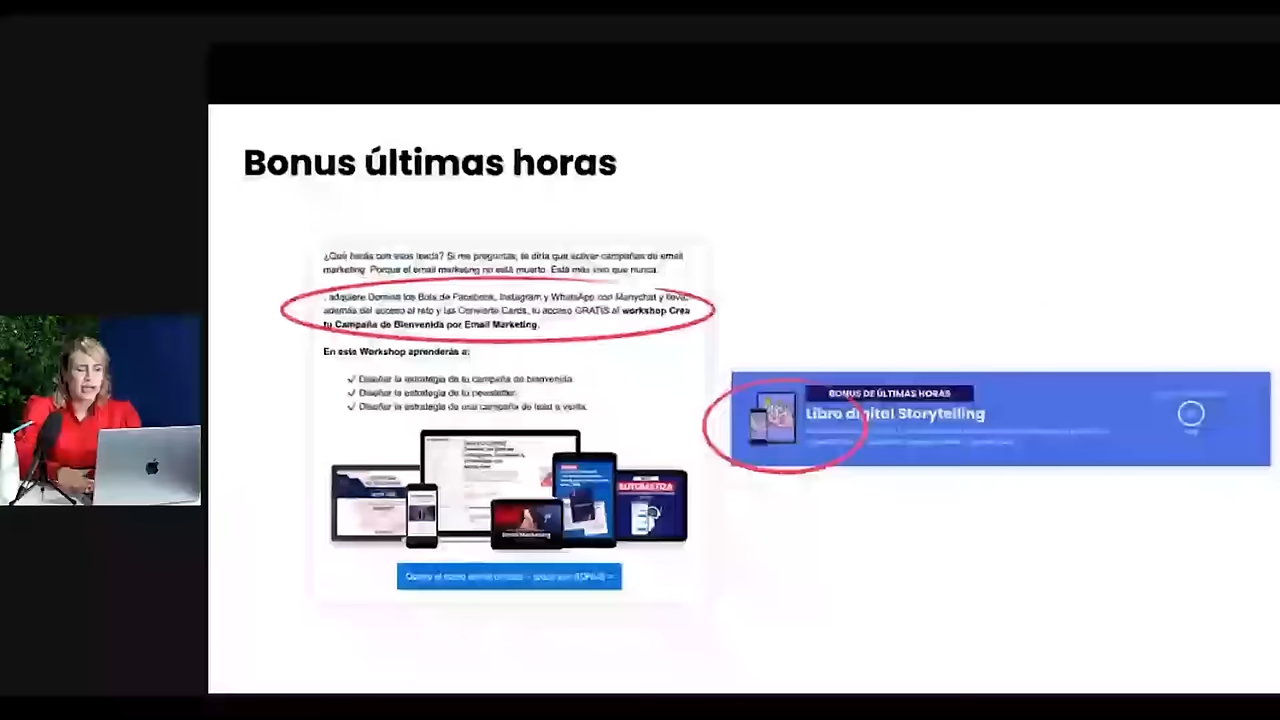 Bonus últimas horas
¿Qué harás con esos leads? Si me preguntas, te diría que activar campañas de email
marketing. Porque el email marketing no está muerto. Está más vivo que nunca.
, adquiere Domina los Bots de Facebook, Instagram y WhatsApp con Manychat y lleva,
además del acceso al reto y las Convierte Cards, tu acceso GRATIS al workshop Crea
tu Campaña de Bienvenida por Email Marketing.
En este Workshop aprenderás a:
✓ Diseñar la estrategia de tu campaña de bienvenida.
✓ Diseñar la estrategia de tu newsletter.
✓ Diseñar la estrategia de una campaña de lead a venta.
AUTOMATIZA
Email Marketing
BONUS DE ÚLTIMAS HORAS
Libro digital Storytelling